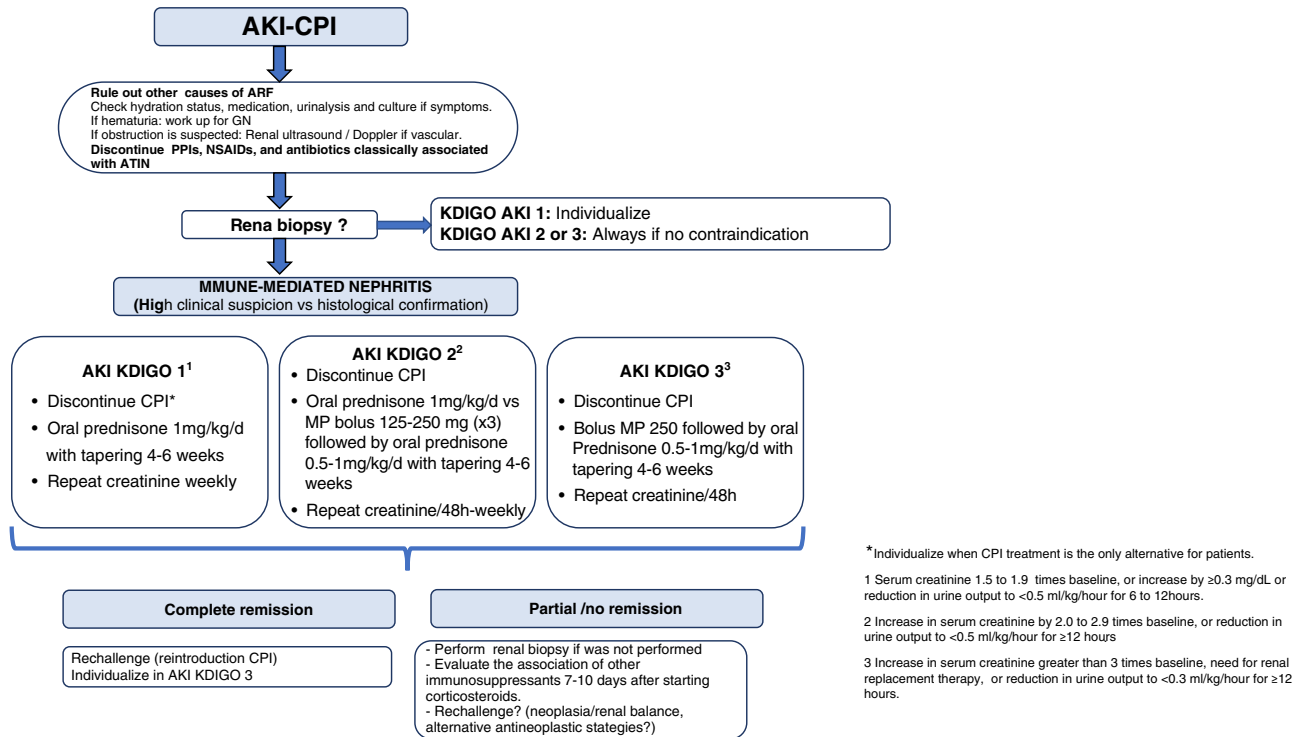 AKI-CPI
Rule out other causes of ARF
Check hydration status, medication, urinalysis and culture if symptoms.
If hematuria: work up for GN
If obstruction is suspected: Renal ultrasound / Doppler if vascular.
Discontinue PPIs, NSAIDs, and antibiotics classically associated
with ATIN
Rena biopsy ?
KDIGO AKI 1: Individualize
KDIGO AKI 2 or 3: Always if no contraindication
MMUNE-MEDIATED NEPHRITIS
(High clinical suspicion vs histological confirmation)
AKI KDIGO 1¹
• Discontinue CPI*
• Oral prednisone 1mg/kg/d
with tapering 4-6 weeks
• Repeat creatinine weekly
AKI KDIGO 2²
• Discontinue CPI
• Oral prednisone 1mg/kg/d vs
MP bolus 125-250 mg (x3)
followed by oral prednisone
0.5-1mg/kg/d with tapering 4-6
weeks
• Repeat creatinine/48h-weekly
AKI KDIGO 3³
• Discontinue CPI
• Bolus MP 250 followed by oral
Prednisone 0.5-1mg/kg/d with
tapering 4-6 weeks
• Repeat creatinine/48h
Complete remission
Rechallenge (reintroduction CPI)
Individualize in AKI KDIGO 3
Partial /no remission
- Perform renal biopsy if was not performed
- Evaluate the association of other
immunosuppressants 7-10 days after starting
corticosteroids.
- Rechallenge? (neoplasia/renal balance,
alternative antineoplastic stategies?)
*Individualize when CPI treatment is the only alternative for patients.
1 Serum creatinine 1.5 to 1.9 times baseline, or increase by ≥0.3 mg/dL or
reduction in urine output to <0.5 ml/kg/hour for 6 to 12hours.
2 Increase in serum creatinine by 2.0 to 2.9 times baseline, or reduction in
urine output to <0.5 ml/kg/hour for ≥12 hours
3 Increase in serum creatinine greater than 3 times baseline, need for renal
replacement therapy, or reduction in urine output to <0.3 ml/kg/hour for ≥12
hours.